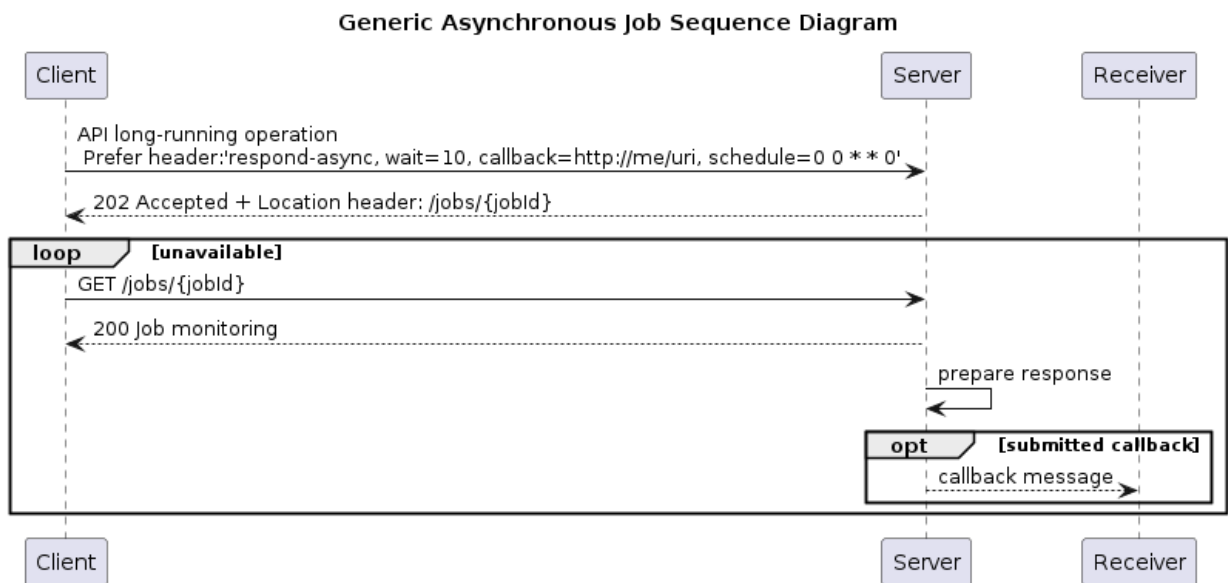 Generic Asynchronous Job Sequence Diagram
Client
Server
Receiver
API long-running operation
Prefer header:'respond-async, wait=10, callback=http://me/uri, schedule=0 0 * * 0'
202 Accepted + Location header: /jobs/{jobId}
loop [unavailable]
GET /jobs/{jobId}
200 Job monitoring
prepare response
opt [submitted callback]
callback message
Client
Server
Receiver